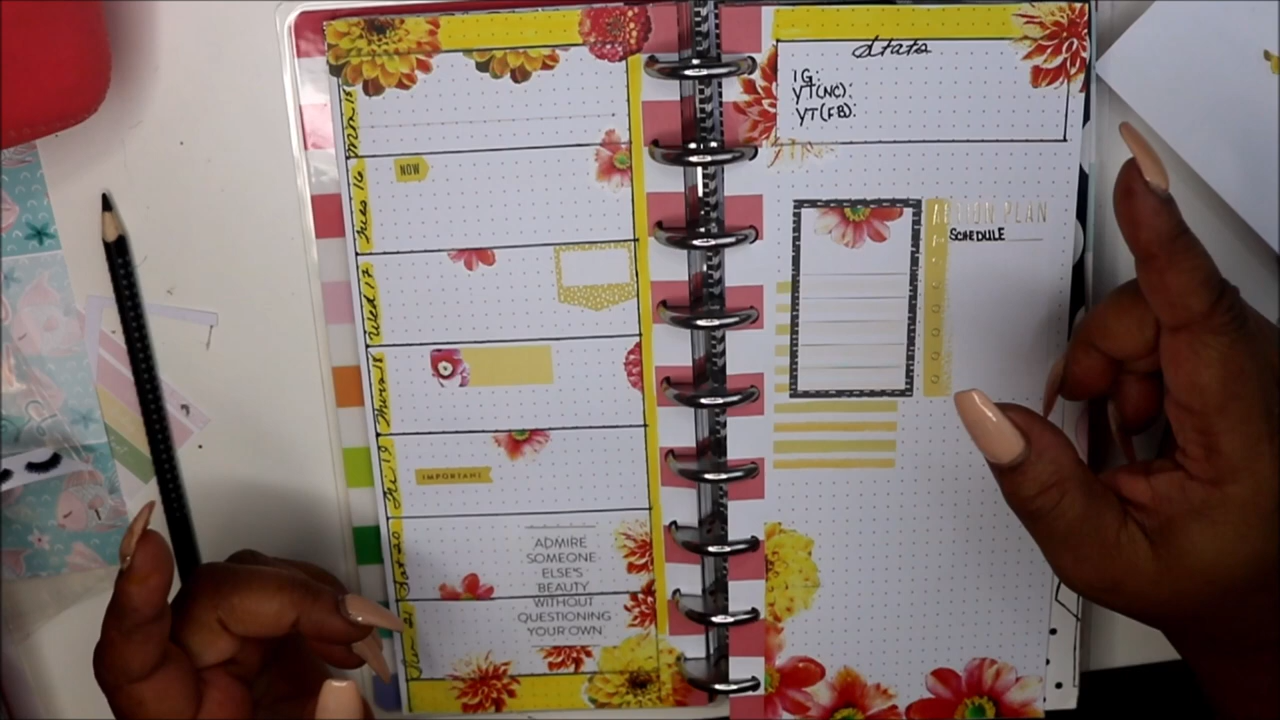 Mon 15
Tues 16
NOW
Wed 17
Thurs 18
Fri 19
IMPORTANT
Sat 20
ADMIRE
SOMEONE
ELSE'S
BEAUTY
WITHOUT
QUESTIONING
YOUR OWN
Sun 21
Stats
IG:
YT(NC):
YT(FB):
ACTION PLAN
SCHEDULE